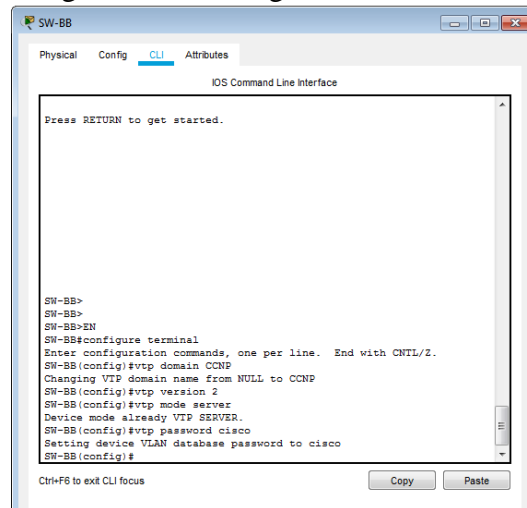 SW-BB
Physical Config CLI Attributes
IOS Command Line Interface
Press RETURN to get started.
SW-BB>
SW-BB>
SW-BB>EN
SW-BB#configure terminal
Enter configuration commands, one per line.  End with CNTL/Z.
SW-BB(config)#vtp domain CCNP
Changing VTP domain name from NULL to CCNP
SW-BB(config)#vtp version 2
SW-BB(config)#vtp mode server
Device mode already VTP SERVER.
SW-BB(config)#vtp password cisco
Setting device VLAN database password to cisco
SW-BB(config)#
Ctrl+F6 to exit CLI focus
Copy Paste